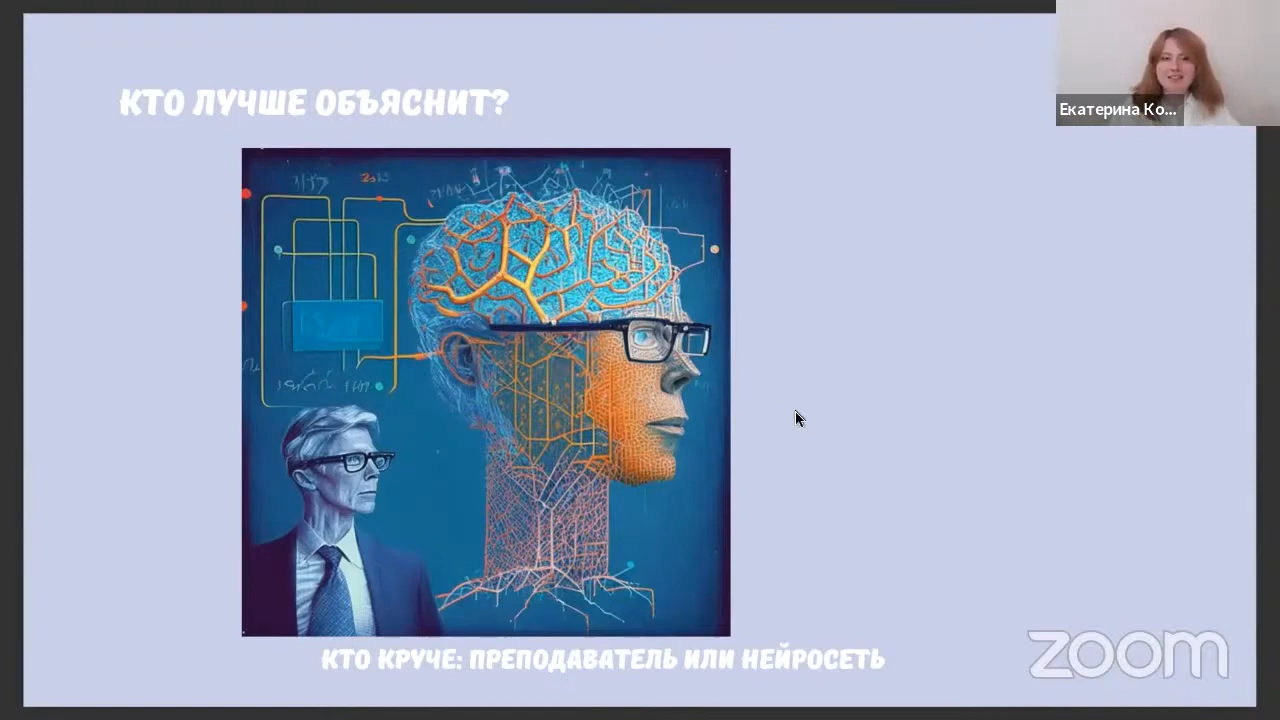 КТО ЛУЧШЕ ОБЪЯСНИТ?
Екатерина Ко...
КТО КРУЧЕ: ПРЕПОДАВАТЕЛЬ ИЛИ НЕЙРОСЕТЬ
zoom